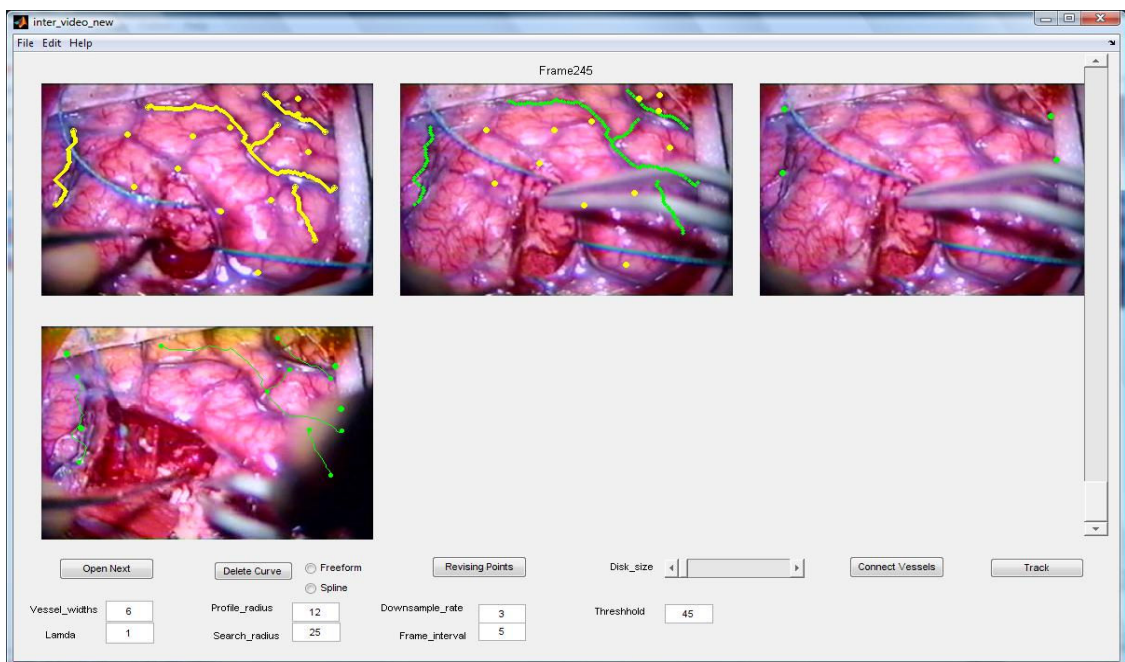 inter_video_new
File Edit Help
Frame245
Open Next
Delete Curve
Freeform
Spline
Revising Points
Disk_size
Connect Vessels
Track
Vessel_widths 6
Profile_radius 12
Downsample_rate 3
Threshhold 45
Lamda 1
Search_radius 25
Frame_interval 5